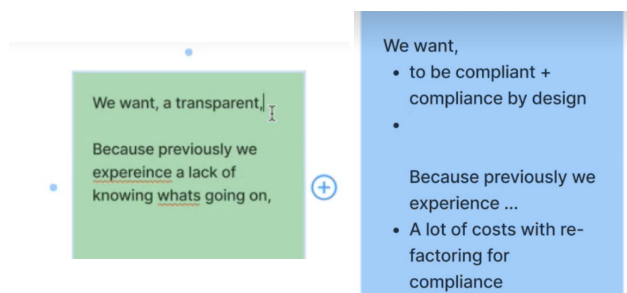 We want, a transparent,
Because previously we
expereince a lack of
knowing whats going on,
We want,
• to be compliant +
compliance by design
•
Because previously we
experience ...
• A lot of costs with re-
factoring for
compliance